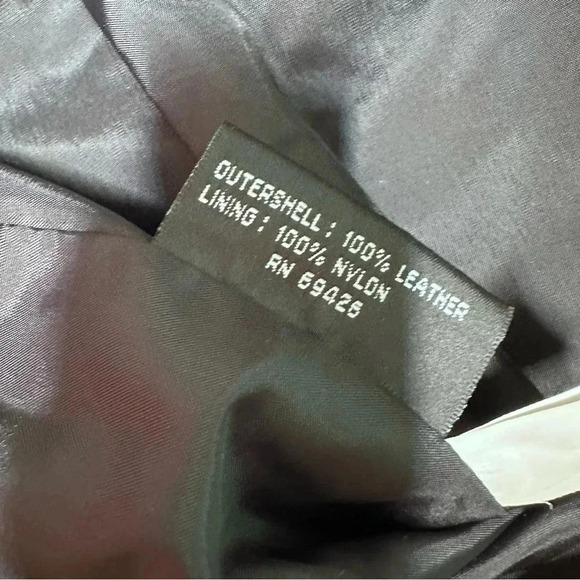 OUTERSHELL: 100% LEATHER
LINING: 100% NYLON
RN 69426